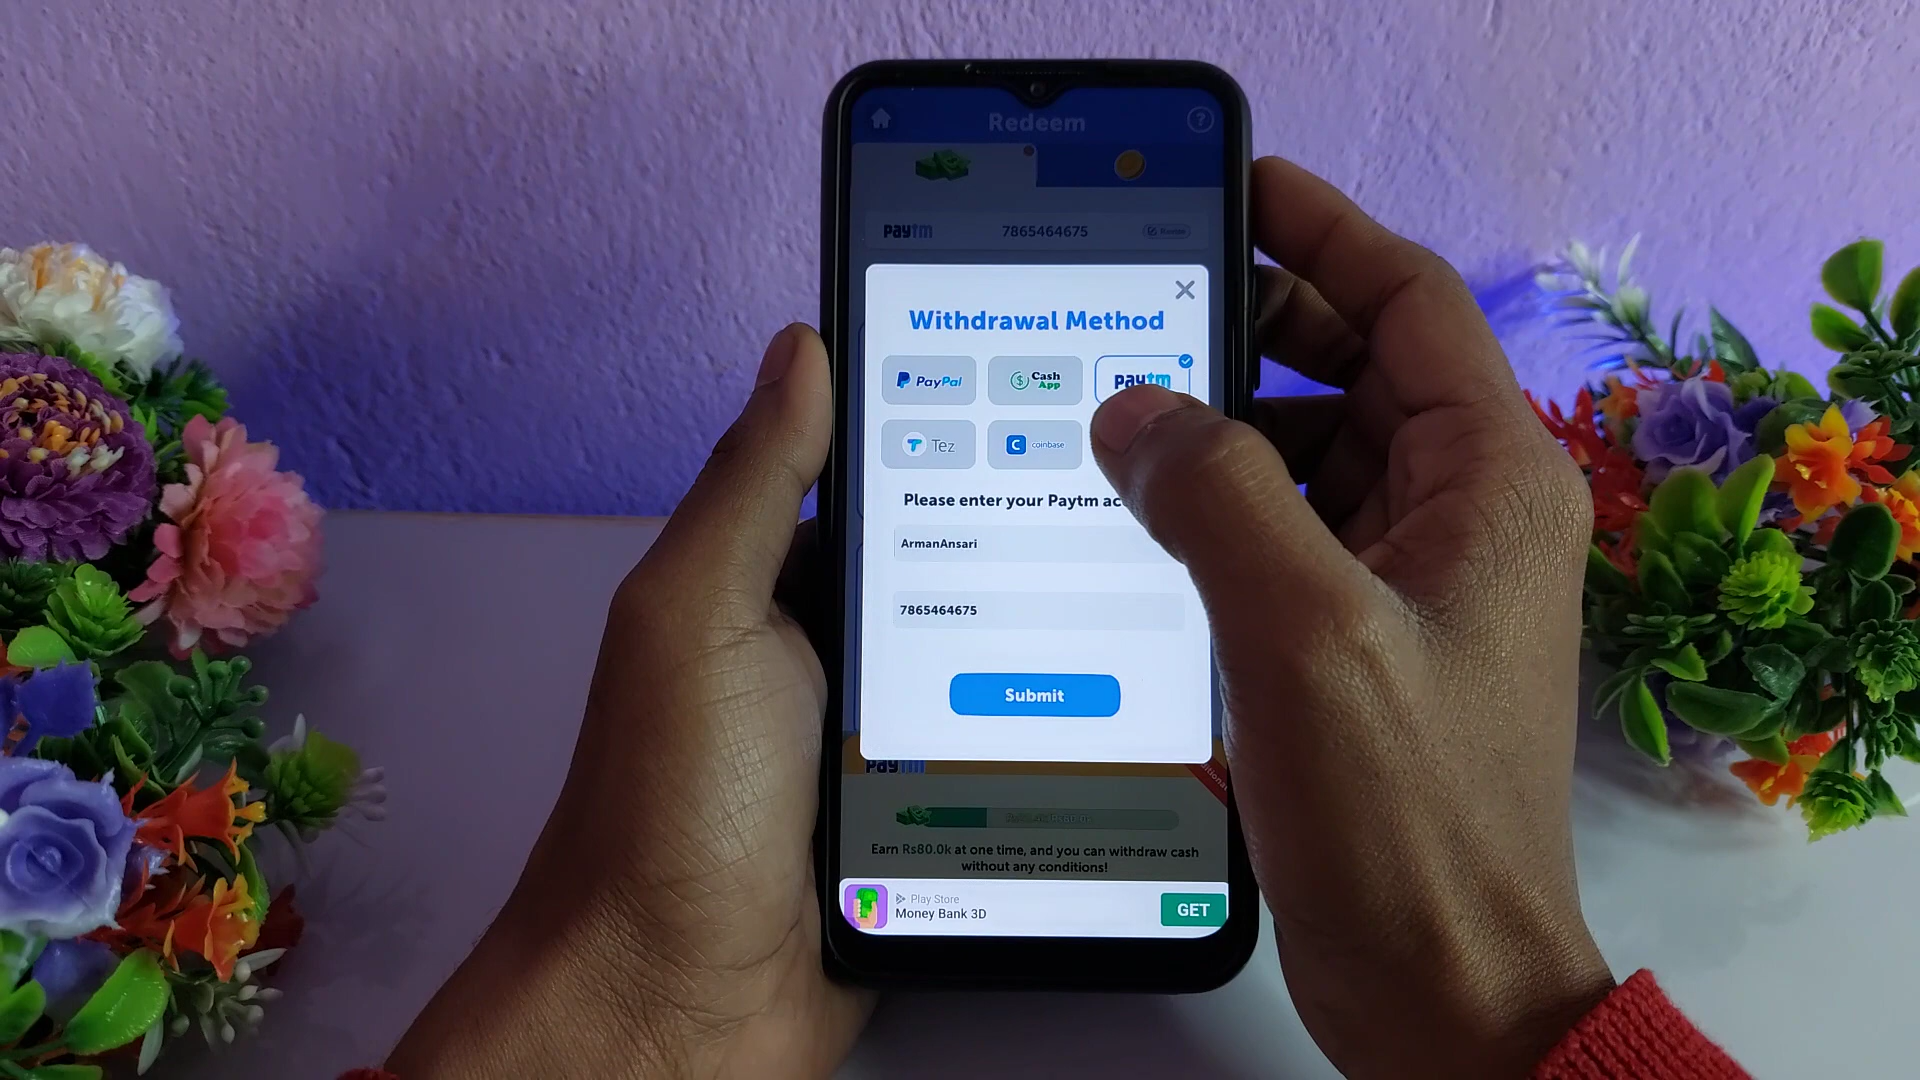 Redeem
?
Paytm 7865464675
Withdrawal Method
PayPal Cash App Paytm
Tez coinbase
Please enter your Paytm ac
ArmanAnsari
7865464675
Submit
Paytm
Earn Rs80.0k at one time, and you can withdraw cash
without any conditions!
Play Store
Money Bank 3D
GET